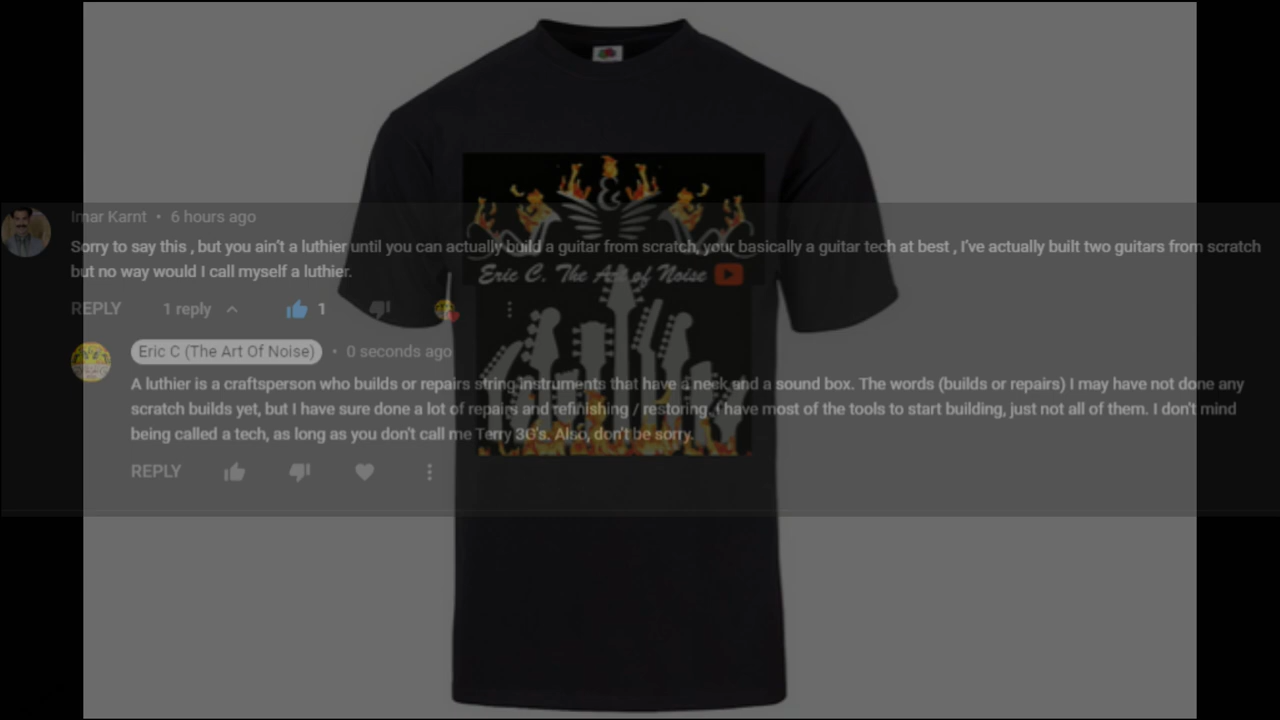 Imar Karnt • 6 hours ago
Sorry to say this , but you ain't a luthier until you can actually build a guitar from scratch, your basically a guitar tech at best , I've actually built two guitars from scratch
but no way would I call myself a luthier.
Eric C. The Art of Noise
REPLY 1 reply 1
Eric C (The Art Of Noise) • 0 seconds ago
A luthier is a craftsperson who builds or repairs string instruments that have a neck and a sound box. The words (builds or repairs) I may have not done any
scratch builds yet, but I have sure done a lot of repairs and refinishing / restoring. I have most of the tools to start building, just not all of them. I don't mind
being called a tech, as long as you don't call me Terry 3G's. Also, don't be sorry.
REPLY